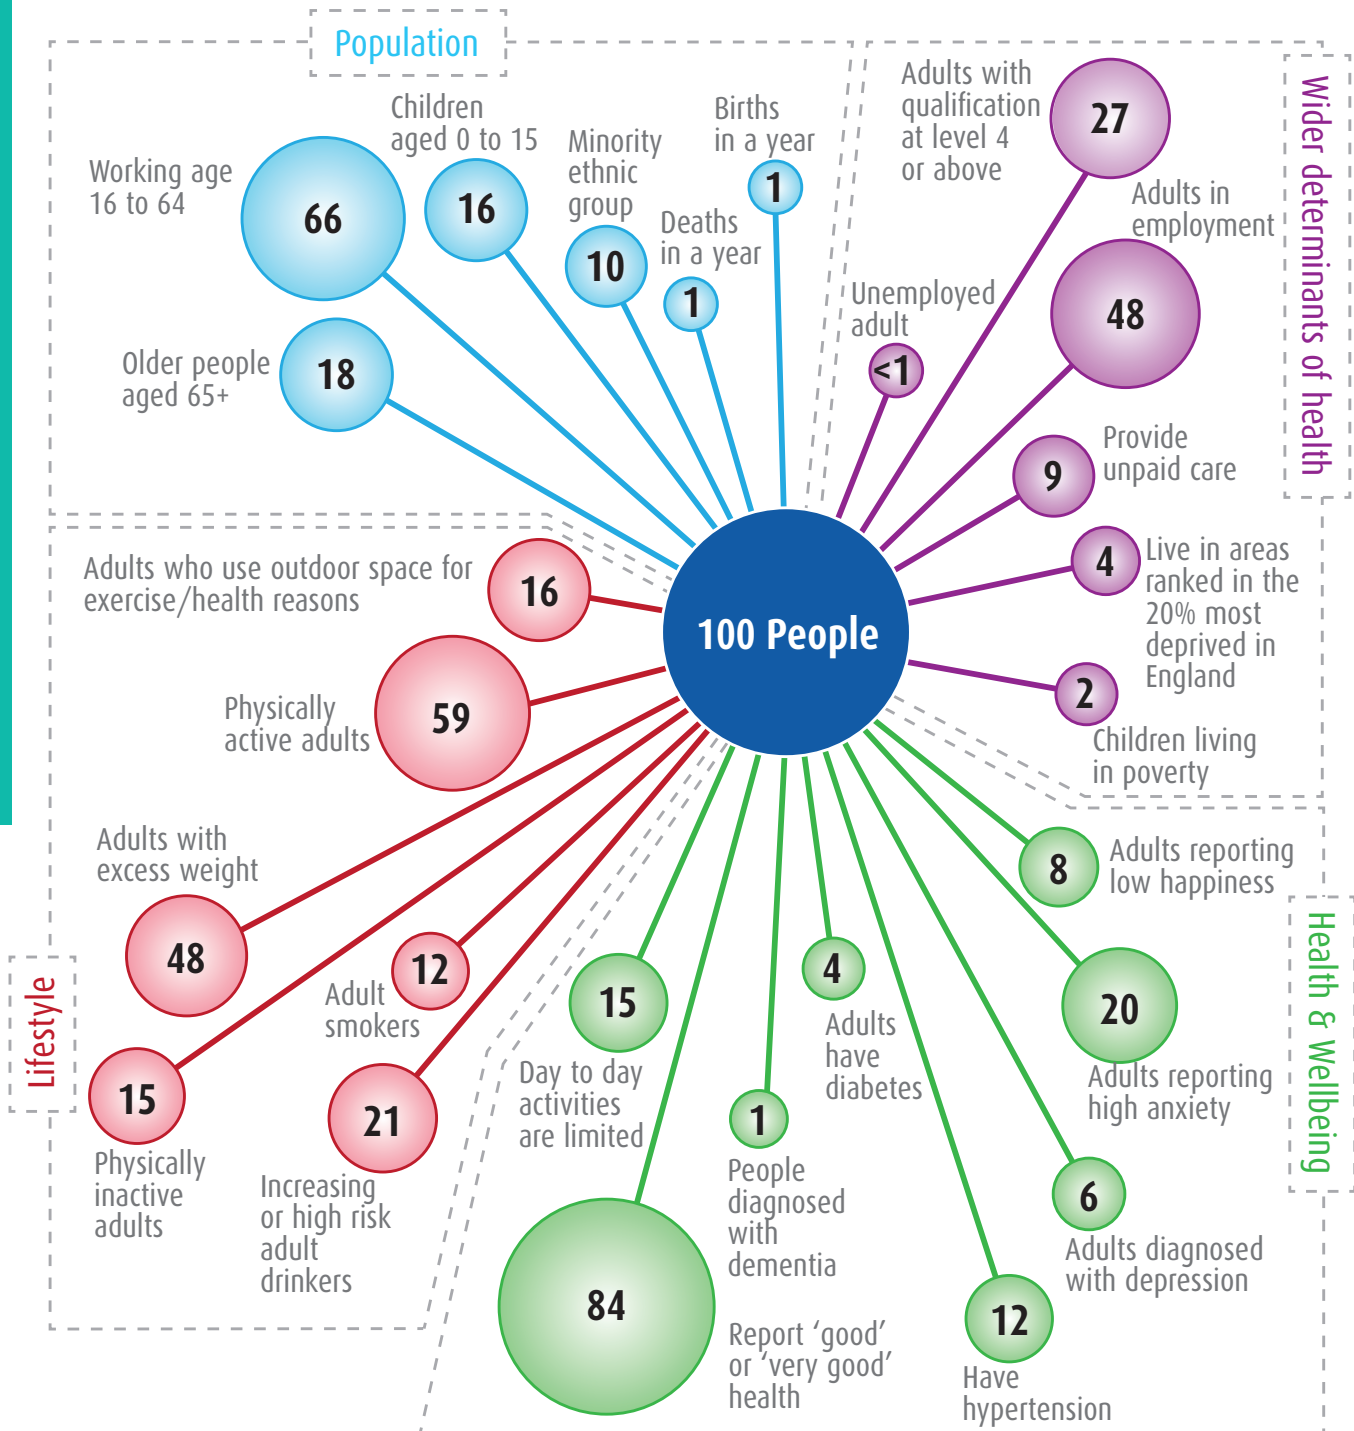 Population
Working age
16 to 64
66
Children
aged 0 to 15
16
Minority
ethnic
group
10
Deaths
in a year
1
Births
in a year
1
Older people
aged 65+
18
Wider determinants of health
Adults with
qualification
at level 4
or above
27
Adults in
employment
48
Unemployed
adult
<1
Provide
unpaid care
9
4
Live in areas
ranked in the
20% most
deprived in
England
2
Children living
in poverty
100 People
Lifestyle
Adults who use outdoor space for
exercise/health reasons
16
Physically
active adults
59
Adults with
excess weight
48
15
Physically
inactive
adults
Adult
smokers
12
21
Increasing
or high risk
adult
drinkers
Health & Wellbeing
8
Adults reporting
low happiness
20
Adults reporting
high anxiety
6
Adults diagnosed
with depression
12
Have
hypertension
4
Adults
have
diabetes
1
People
diagnosed
with
dementia
15
Day to day
activities
are limited
84
Report ‘good’
or ‘very good’
health